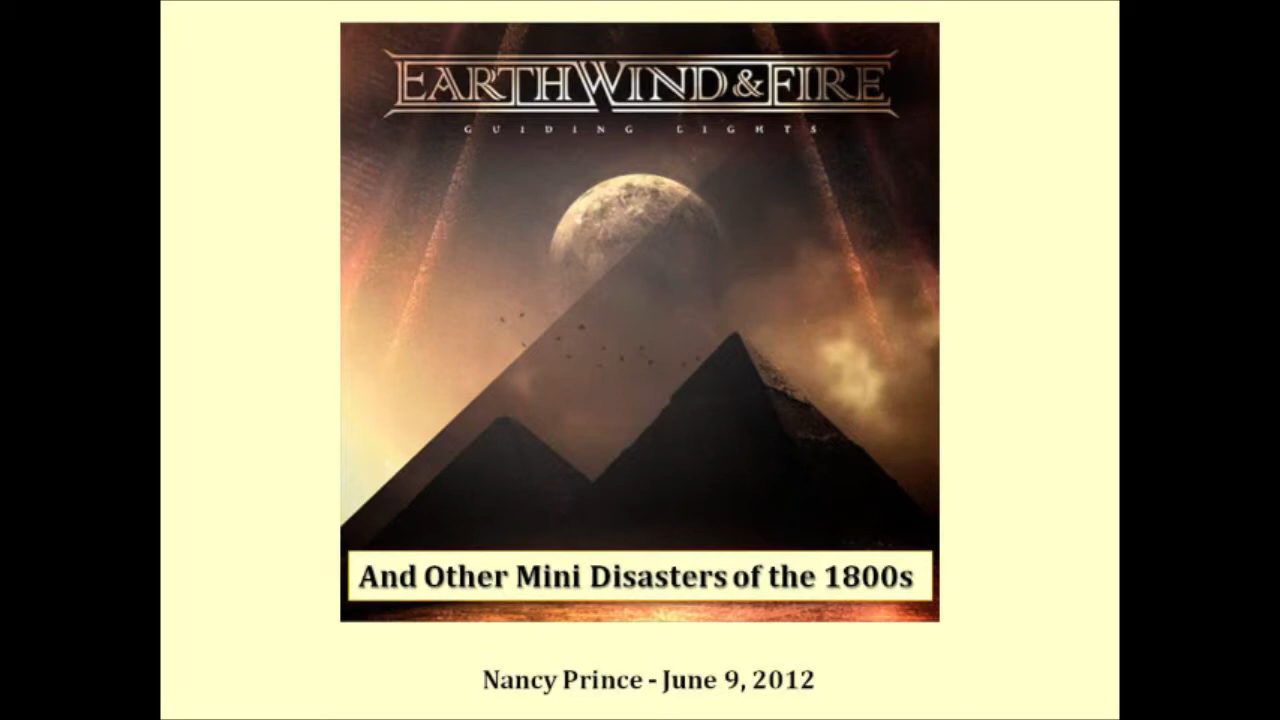 EARTH WIND & FIRE
GUIDING LIGHTS
And Other Mini Disasters of the 1800s
Nancy Prince - June 9, 2012